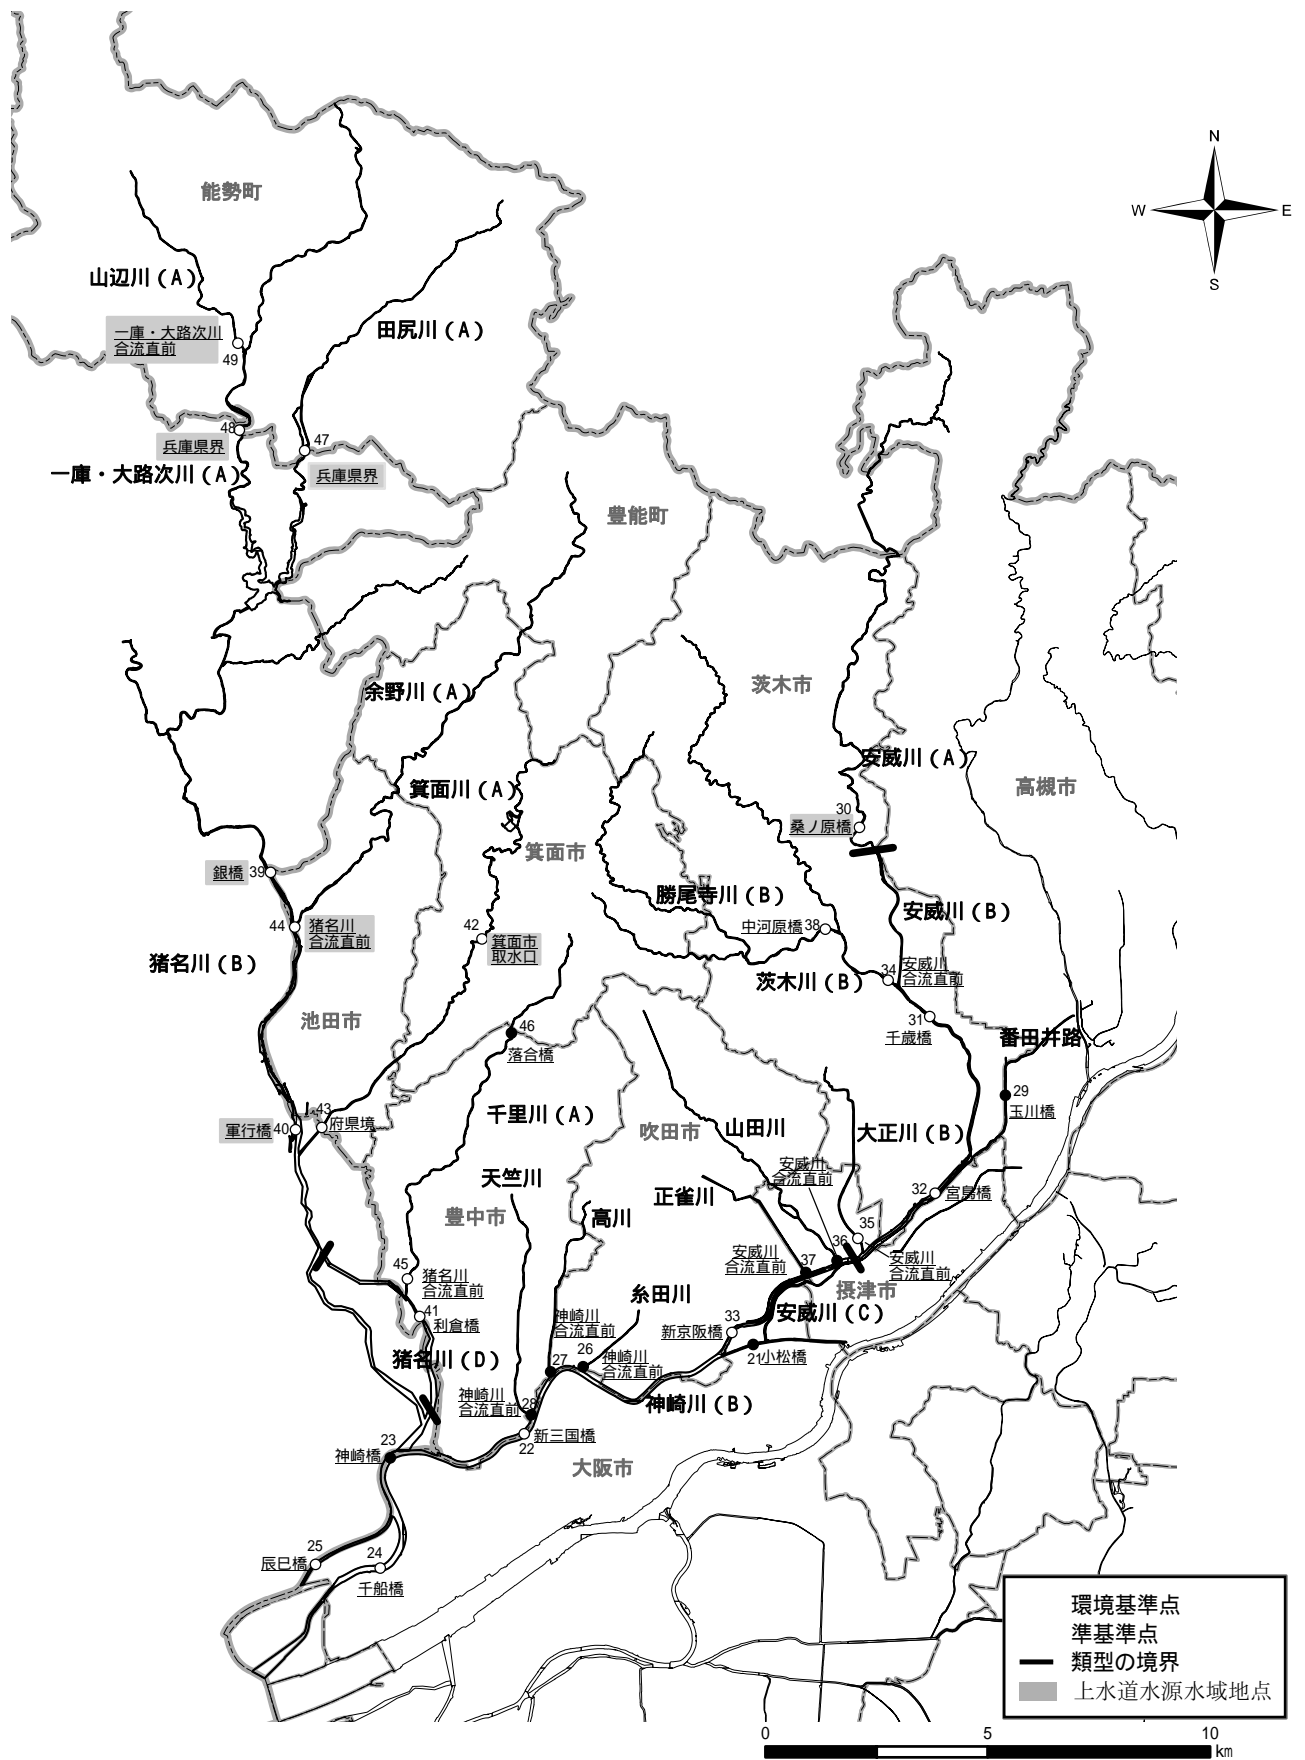 N
W
E
S
能勢町
山辺川(A)
田尻川(A)
一庫・大路次川
合流直前
49
48
兵庫県界
47
兵庫県界
一庫・大路次川(A)
豊能町
余野川(A)
茨木市
安威川(A)
高槻市
箕面川(A)
30
桑ノ原橋
箕面市
銀橋
39
勝尾寺川(B)
安威川(B)
44
猪名川
合流直前
42
箕面市
取水口
中河原橋
38
猪名川(B)
茨木川(B)
34
安威川
合流直前
池田市
31
千歳橋
46
落合橋
番田井路
29
玉川橋
43
府県境
軍行橋
40
千里川(A)
吹田市
山田川
大正川(B)
安威川
合流直前
天竺川
正雀川
32
宮島橋
豊中市
高川
35
36
安威川
合流直前
37
安威川
合流直前
45
猪名川
合流直前
摂津市
糸田川
安威川(C)
41
利倉橋
神崎川
合流直前
33
新京阪橋
26
神崎川
合流直前
21
小松橋
猪名川(D)
27
神崎川
合流直前
28
神崎川(B)
新三国橋
22
23
神崎橋
大阪市
25
辰巳橋
24
千船橋
環境基準点
準基準点
類型の境界
上水道水源水域地点
0
5
10
km